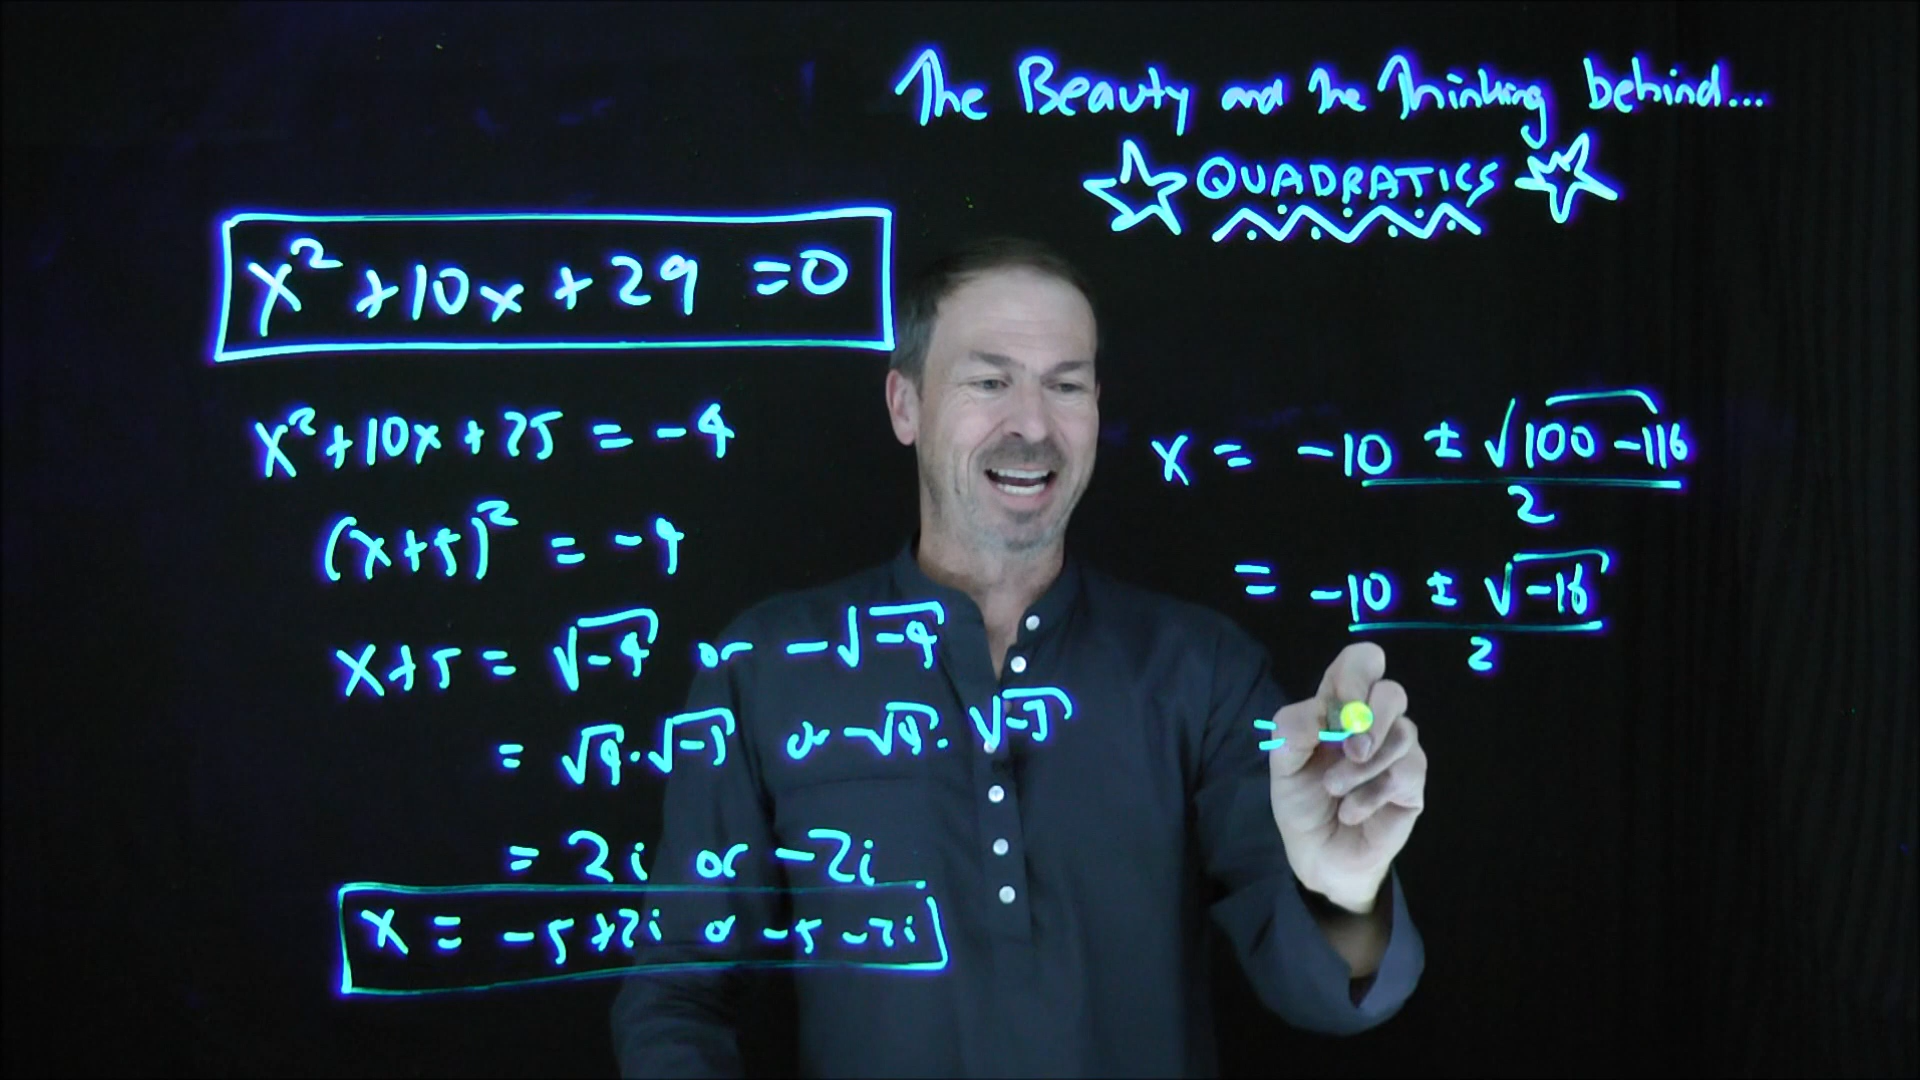 The Beauty and the Thinking behind...
QUADRATICS
x² + 10x + 29 = 0
x² + 10x + 25 = -4
(x+5)² = -4
x+5 = √-4 or -√-4
= √4·√-1 or -√4·√-1
= 2i or -2i
x = -5+2i or -5-2i
x = -10 ± √100-116
2
= -10 ± √-16
2
= -